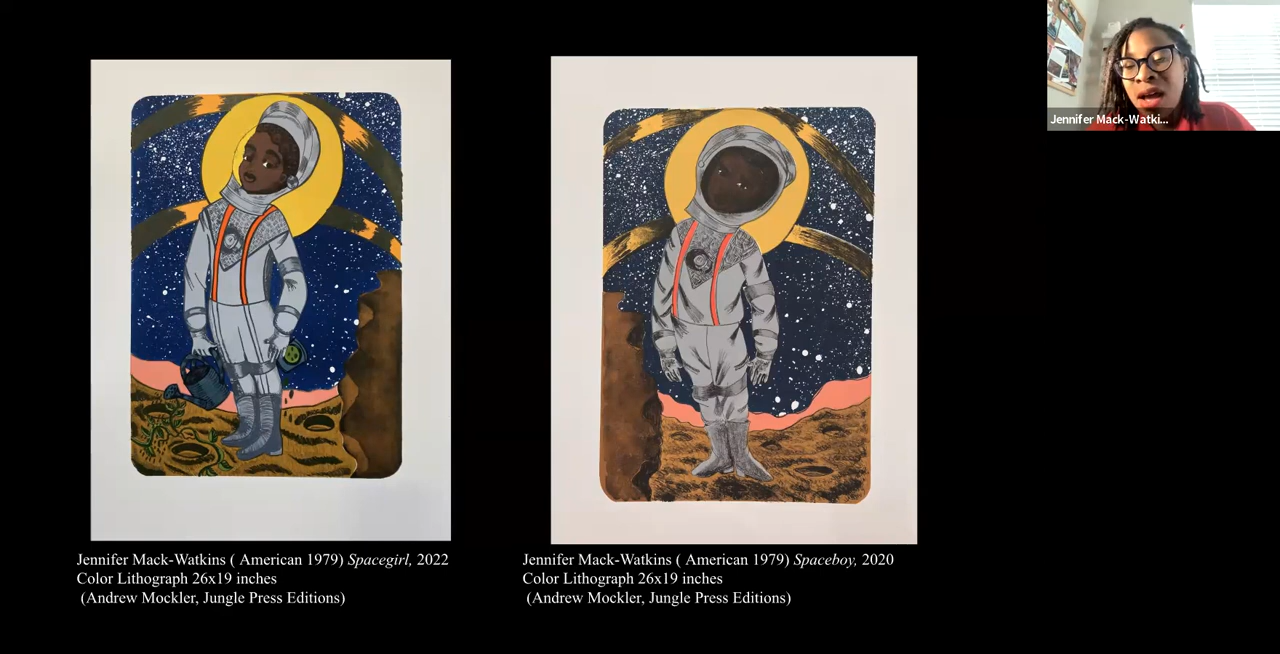 Jennifer Mack-Watki...
Jennifer Mack-Watkins ( American 1979) Spacegirl, 2022
Color Lithograph 26x19 inches
(Andrew Mockler, Jungle Press Editions)
Jennifer Mack-Watkins ( American 1979) Spaceboy, 2020
Color Lithograph 26x19 inches
(Andrew Mockler, Jungle Press Editions)